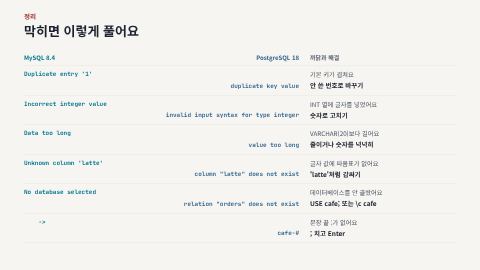 정리
막히면 이렇게 풀어요
MySQL 8.4 PostgreSQL 18 까닭과 해결
Duplicate entry '1' 기본 키가 겹쳐요
duplicate key value 안 쓴 번호로 바꾸기
Incorrect integer value INT 열에 글자를 넣었어요
invalid input syntax for type integer 숫자로 고치기
Data too long VARCHAR(20)보다 길어요
value too long 줄이거나 숫자를 넉넉히
Unknown column 'latte' 글자 값에 따옴표가 없어요
column "latte" does not exist 'latte'처럼 감싸기
No database selected 데이터베이스를 안 골랐어요
relation "orders" does not exist USE cafe; 또는 \c cafe
-> 문장 끝 ;가 없어요
cafe-# ; 치고 Enter